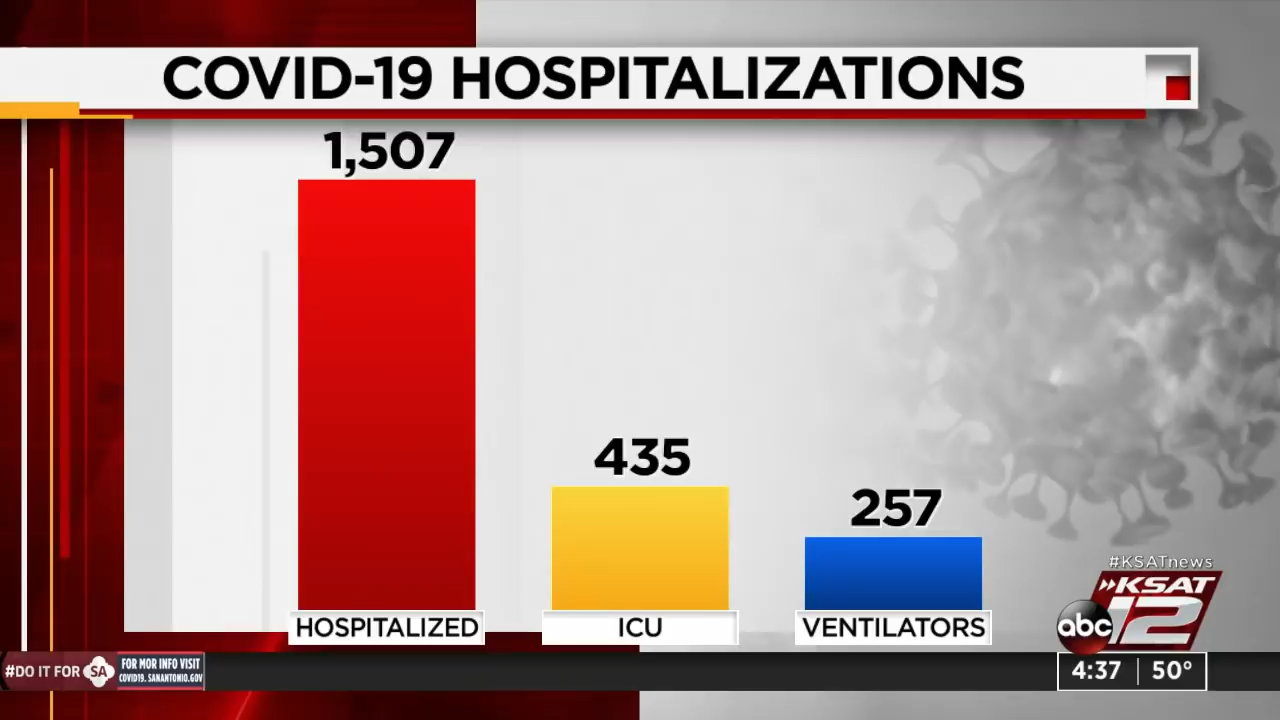 COVID-19 HOSPITALIZATIONS
1,507
435
257
HOSPITALIZED
ICU
VENTILATORS
#KSATnews
KSAT
abc 12
#DO IT FOR SA
FOR MOR INFO VISIT
COVID19. SANANTONIO.GOV
4:37 50°